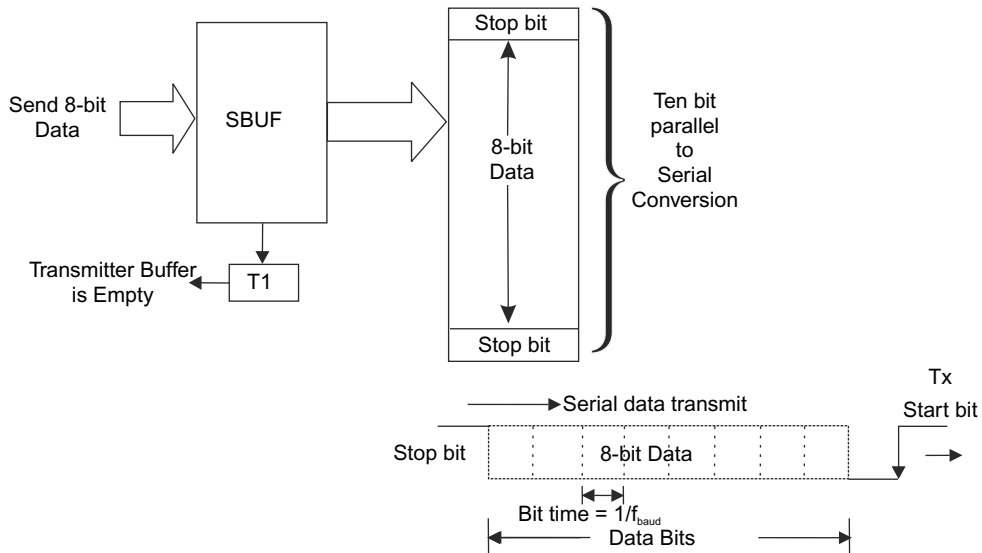 Send 8-bit
Data
SBUF
T1
Transmitter Buffer
is Empty
Stop bit
8-bit
Data
Stop bit
Ten bit
parallel
to
Serial
Conversion
Tx
Serial data transmit
Start bit
Stop bit
8-bit Data
Bit time = 1/fbaud
Data Bits